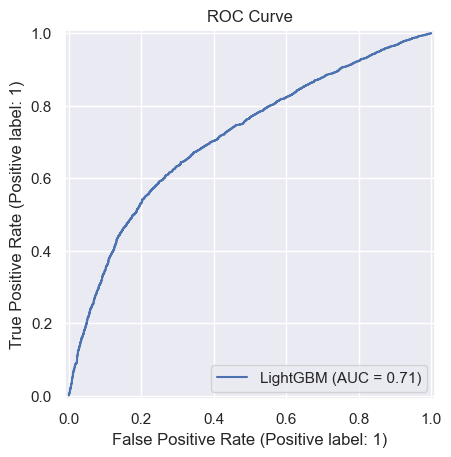 ROC Curve
1.0
0.8
0.6
0.4
0.2
0.0
True Positive Rate (Positive label: 1)
LightGBM (AUC = 0.71)
0.0 0.2 0.4 0.6 0.8 1.0
False Positive Rate (Positive label: 1)